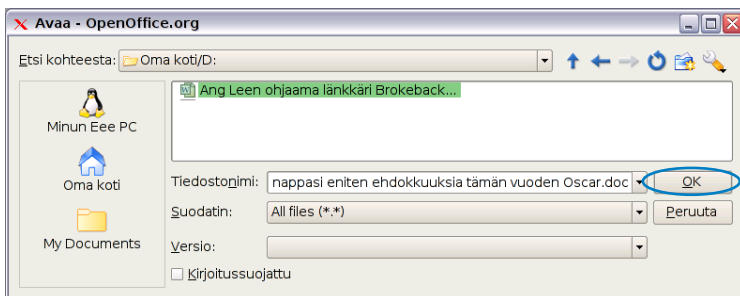 Avaa - OpenOffice.org
Etsi kohteesta: Oma koti/D:
Minun Eee PC
Oma koti
My Documents
Ang Leen ohjaama länkkäri Brokeback...
Tiedostonimi: nappasi eniten ehdokkuuksia tämän vuoden Oscar.doc OK
Suodatin: All files (*.*) Peruuta
Versio:
Kirjoitussuojattu